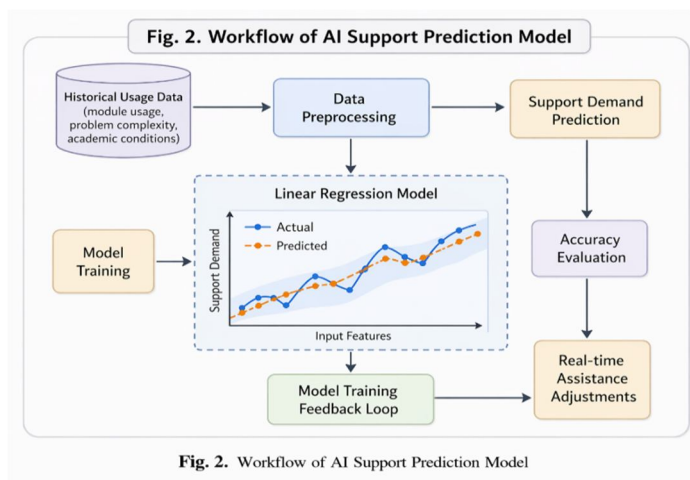 Fig. 2. Workflow of AI Support Prediction Model
Historical Usage Data
(module usage,
problem complexity,
academic conditions)
Data
Preprocessing
Support Demand
Prediction
Linear Regression Model
Actual
Predicted
Support Demand
Input Features
Model
Training
Accuracy
Evaluation
Model Training
Feedback Loop
Real-time
Assistance
Adjustments
Fig. 2. Workflow of AI Support Prediction Model